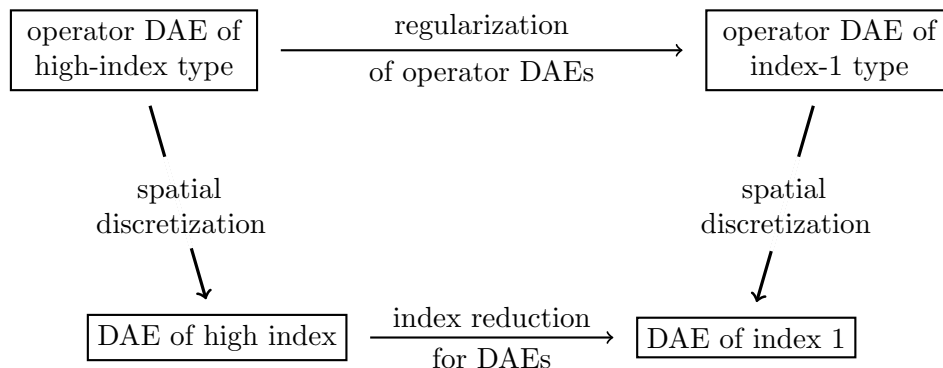 operator DAE of
high-index type
regularization
of operator DAEs
operator DAE of
index-1 type
spatial
discretization
spatial
discretization
DAE of high index
index reduction
for DAEs
DAE of index 1